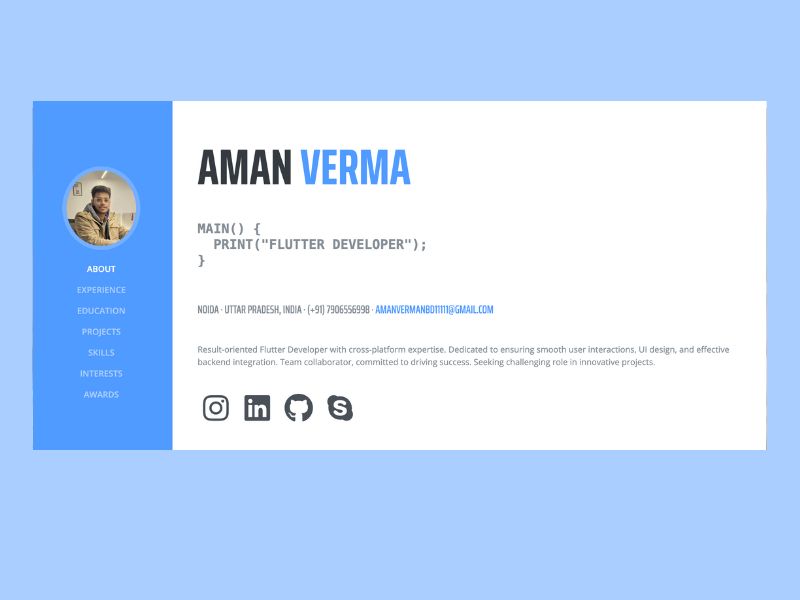 ABOUT
EXPERIENCE
EDUCATION
PROJECTS
SKILLS
INTERESTS
AWARDS
AMAN VERMA
MAIN() {
  PRINT("FLUTTER DEVELOPER");
}
NOIDA · UTTAR PRADESH, INDIA · (+91) 7906556998 · AMANVERMANBD11111@GMAIL.COM
Result-oriented Flutter Developer with cross-platform expertise. Dedicated to ensuring smooth user interactions, UI design, and effective
backend integration. Team collaborator, committed to driving success. Seeking challenging role in innovative projects.